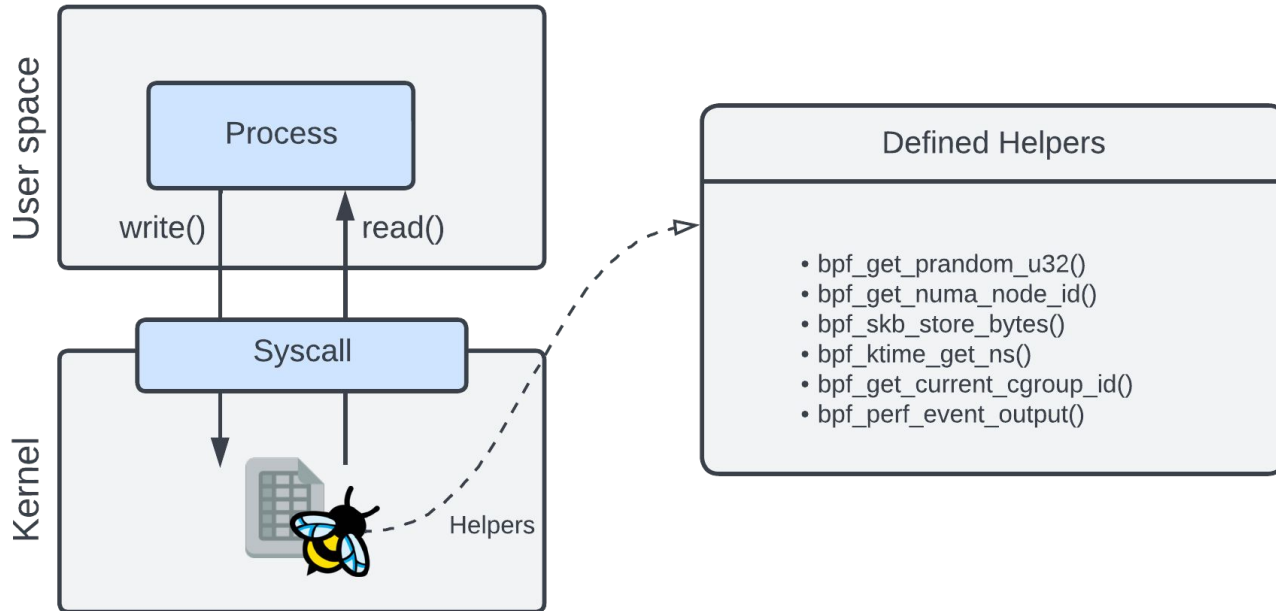 User space
Process
write()
read()
Syscall
Kernel
Helpers
Defined Helpers
• bpf_get_prandom_u32()
• bpf_get_numa_node_id()
• bpf_skb_store_bytes()
• bpf_ktime_get_ns()
• bpf_get_current_cgroup_id()
• bpf_perf_event_output()